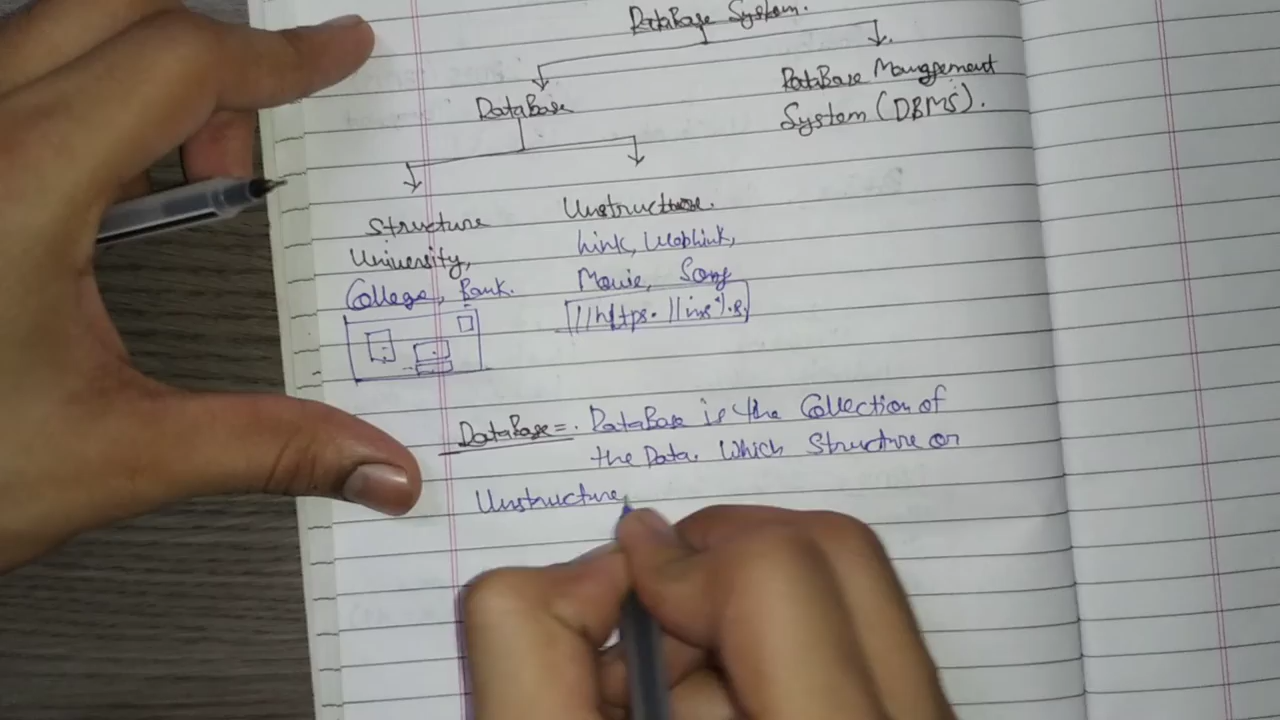 DataBase System.
DataBase
DataBase Management
System (DBMS).
Structure
University,
College, Bank.
Unstructure.
Link, Weblink,
Movie, Song
DataBase = . DataBase is the Collection of
the Data. Which Structure or
Unstructure